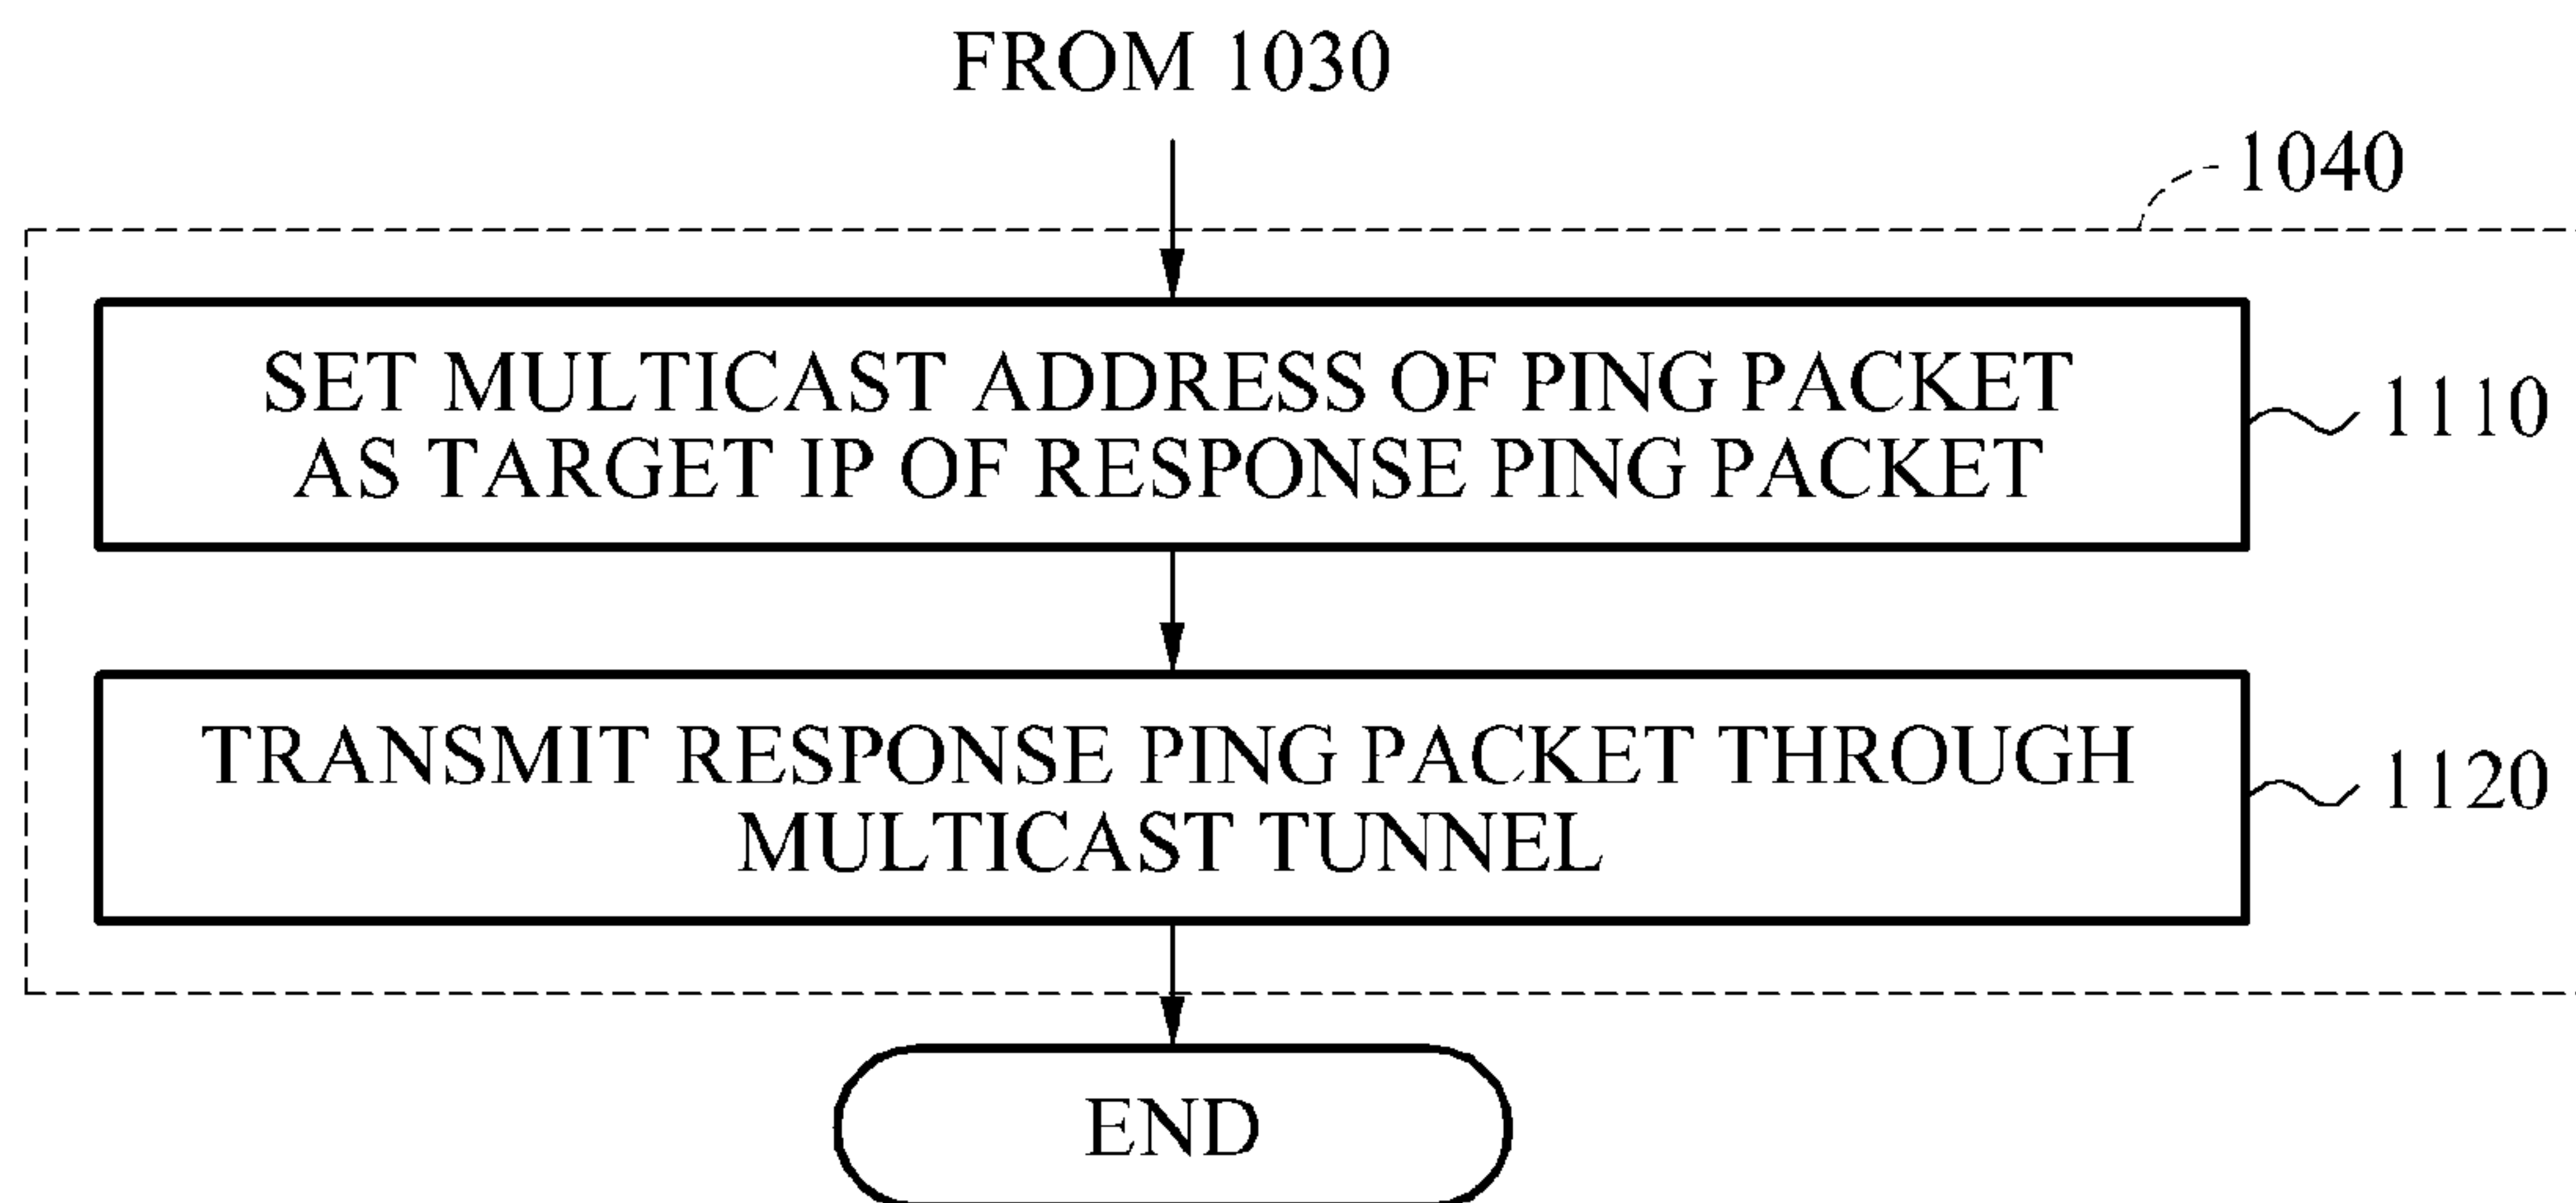 FROM 1030
1040
SET MULTICAST ADDRESS OF PING PACKET
AS TARGET IP OF RESPONSE PING PACKET
1110
TRANSMIT RESPONSE PING PACKET THROUGH
MULTICAST TUNNEL
1120
END